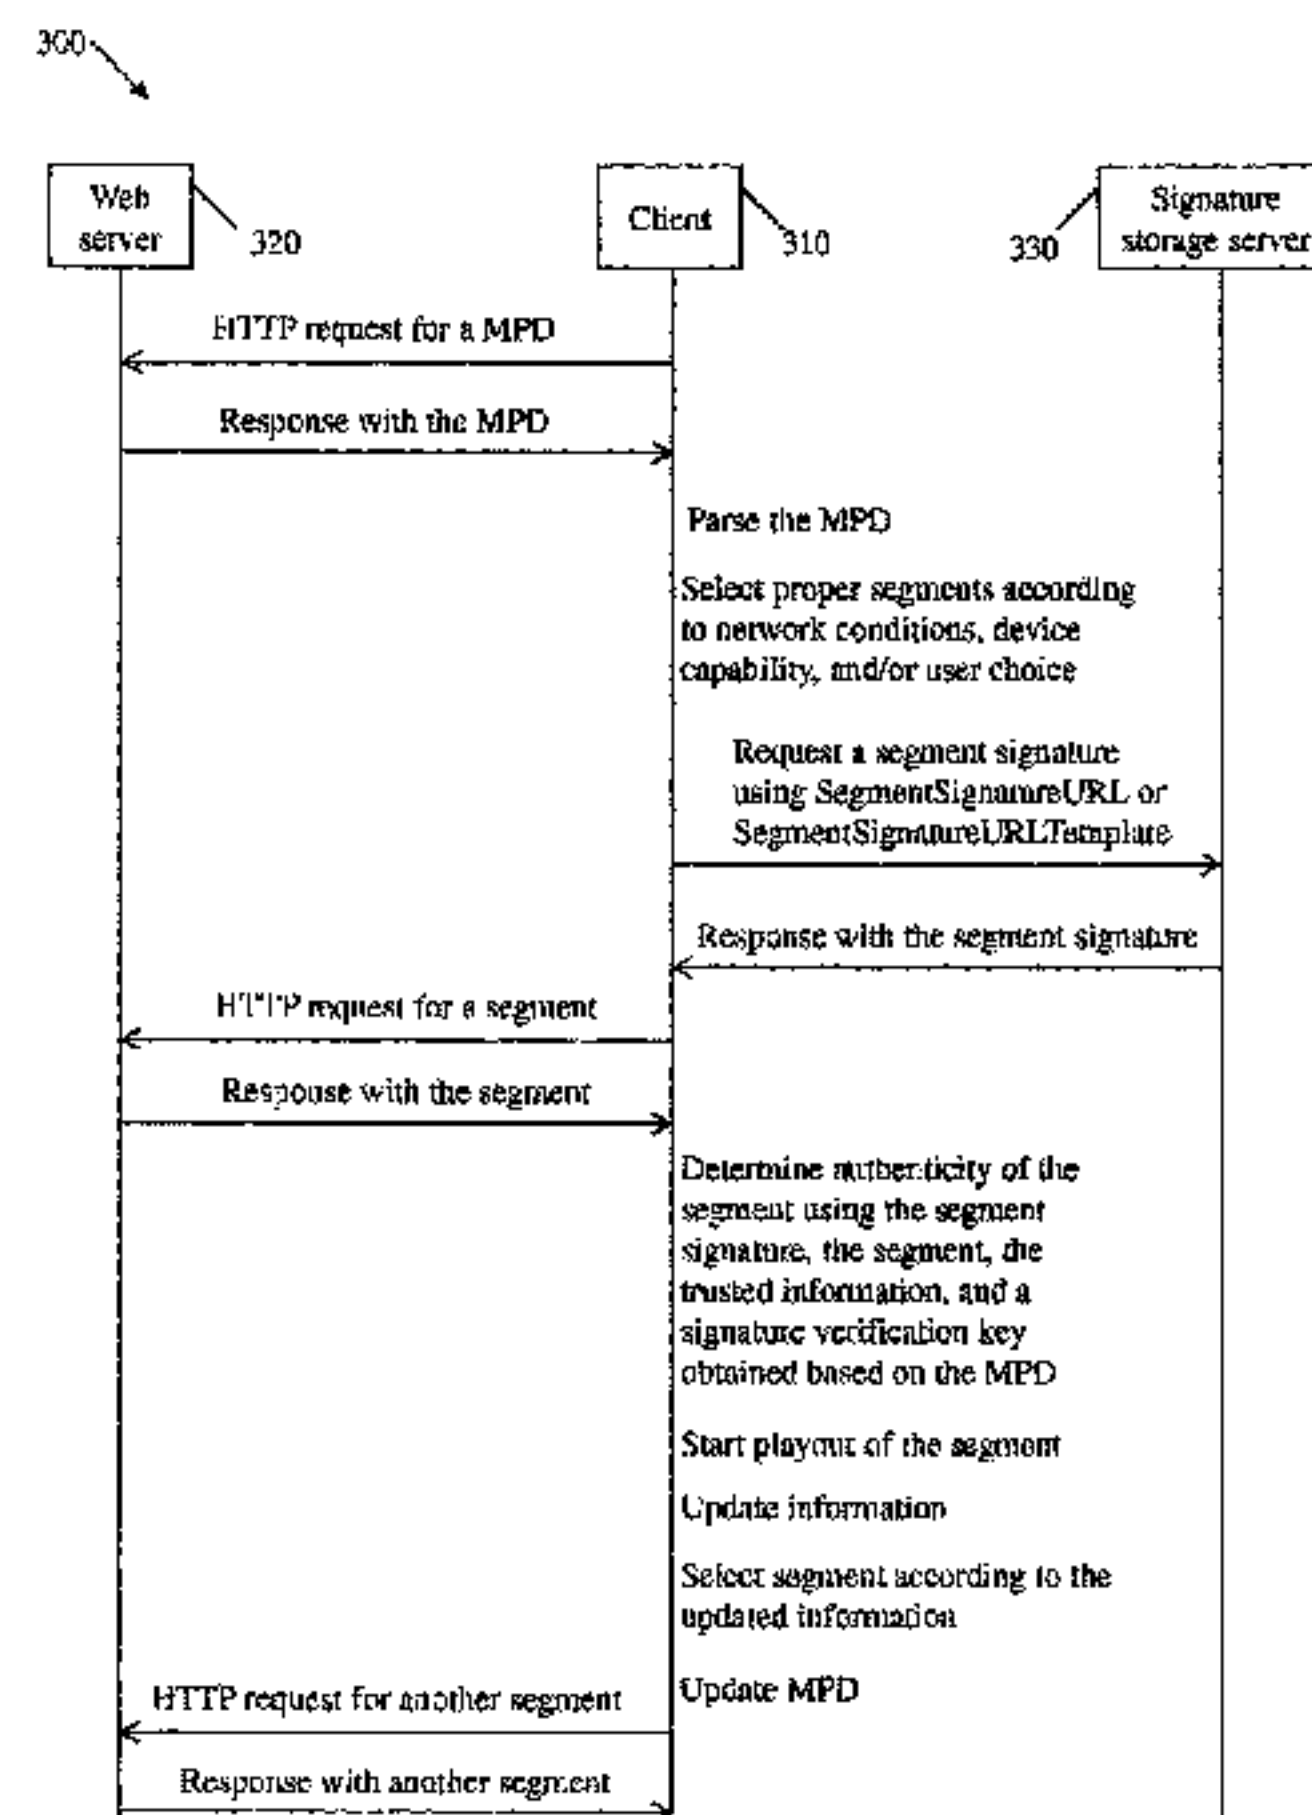 300
Web
server
320
Client
310
330
Signature
storage server
HTTP request for a MPD
Response with the MPD
Parse the MPD
Select proper segments according
to network conditions, device
capability, and/or user choice
Request a segment signature
using SegmentSignatureURL or
SegmentSignatureURLTemplate
Response with the segment signature
HTTP request for a segment
Response with the segment
Determine authenticity of the
segment using the segment
signature, the segment, the
trusted information, and a
signature verification key
obtained based on the MPD
Start playout of the segment
Update information
Select segment according to the
updated information
Update MPD
HTTP request for another segment
Response with another segment